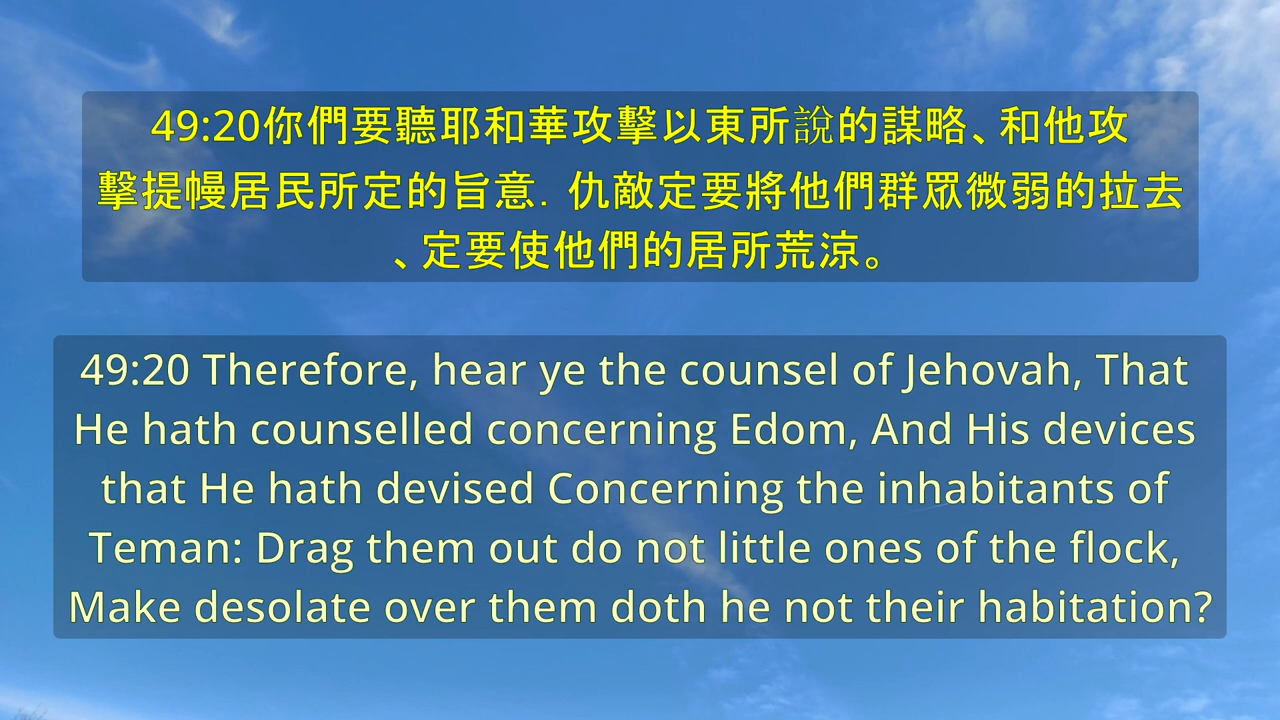 49:20你們要聽耶和華攻擊以東所說的謀略、和他攻
擊提幔居民所定的旨意．仇敵定要將他們群眾微弱的拉去
、定要使他們的居所荒涼。
49:20 Therefore, hear ye the counsel of Jehovah, That
He hath counselled concerning Edom, And His devices
that He hath devised Concerning the inhabitants of
Teman: Drag them out do not little ones of the flock,
Make desolate over them doth he not their habitation?